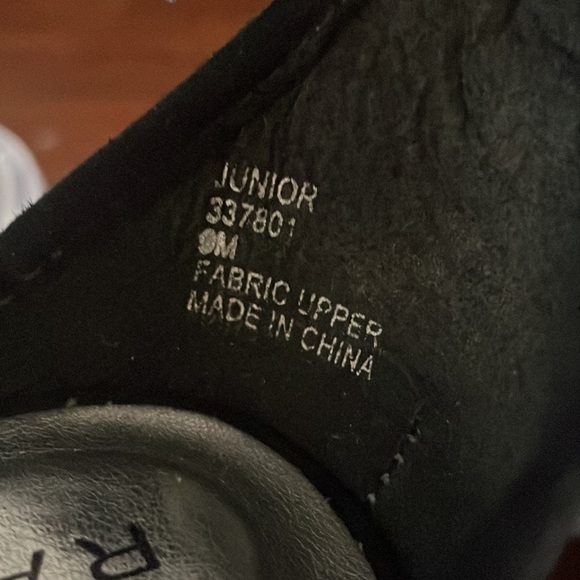 JUNIOR
337801
9M
FABRIC UPPER
MADE IN CHINA
R